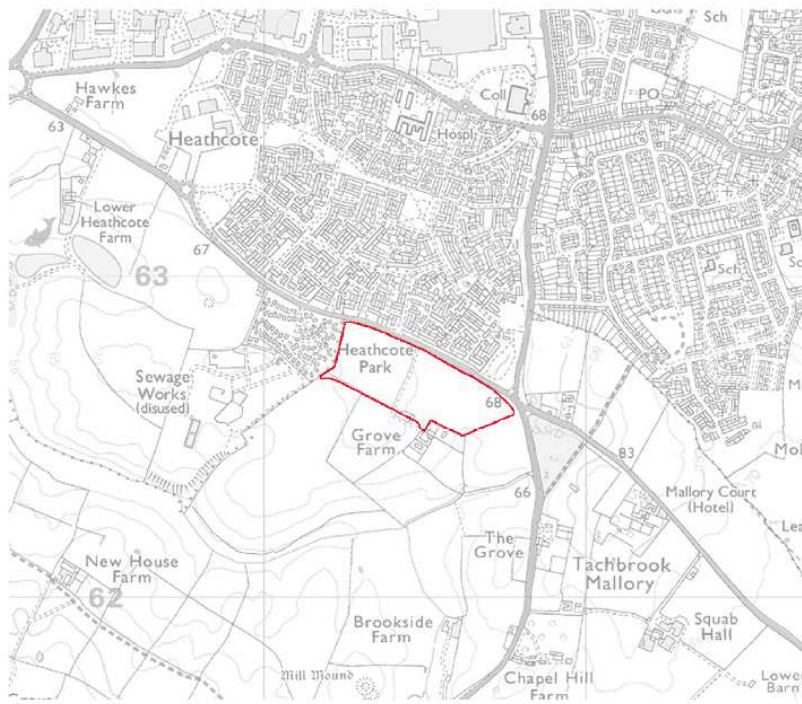 Sch
Hawkes
Farm
Coll
68
PO
63
Hospl
Heathcote
Lower
Heathcote
Farm
67
63
Sch
Heathcote
Park
Sewage
Works
(disused)
68
Grove
Farm
83
66
Mallory Court
(Hotel)
The
Grove
New House
Farm
Tachbrook
Mallory
62
Brookside
Farm
Squab
Hall
Mill Mound
Chapel Hill
Farm
Lower
Barn